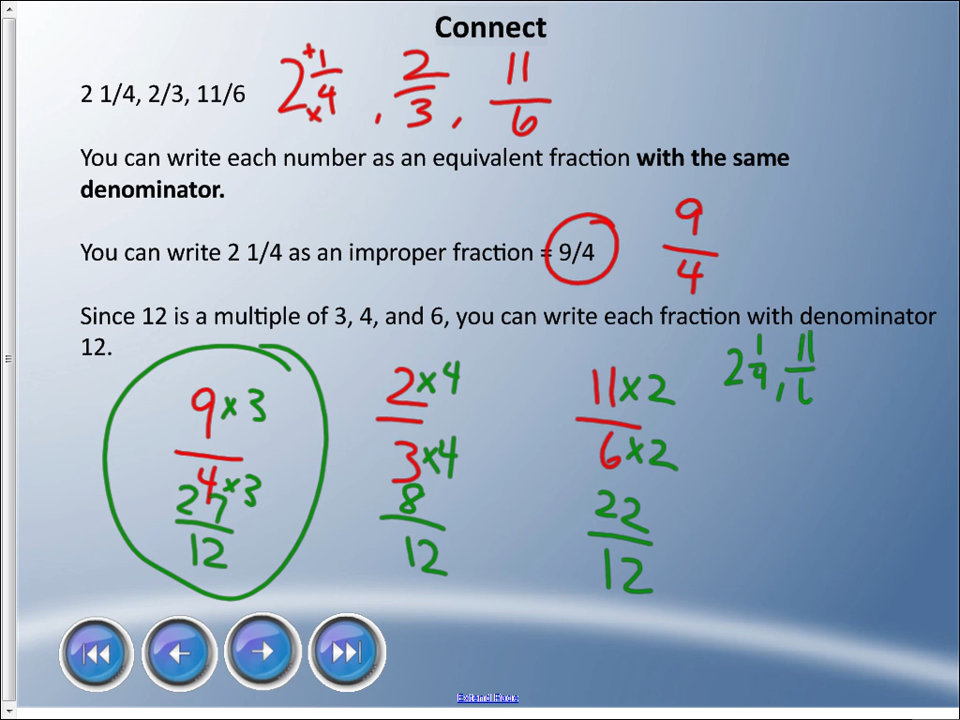 Connect
2 1/4, 2/3, 11/6
2 + 1/4 × , 2/3 , 11/6
You can write each number as an equivalent fraction with the same
denominator.
You can write 2 1/4 as an improper fraction = 9/4
9/4
Since 12 is a multiple of 3, 4, and 6, you can write each fraction with denominator
12.
2 1/4, 11/6
9 × 3 2 × 4 11 × 2
4 × 3 3 × 4 6 × 2
27 8 22
12 12 12
Extend Page